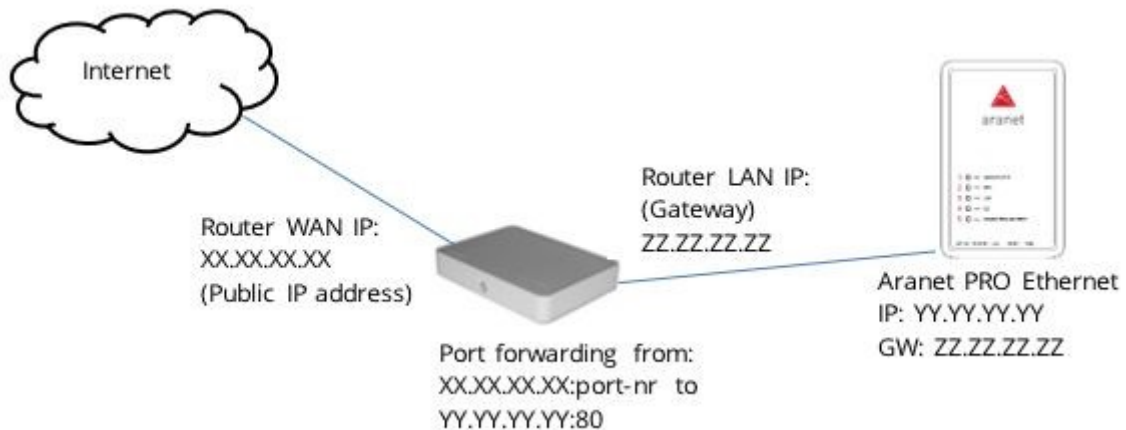 Internet
aranet
Router LAN IP:
(Gateway)
ZZ.ZZ.ZZ.ZZ
Router WAN IP:
XX.XX.XX.XX
(Public IP address)
Aranet PRO Ethernet
IP: YY.YY.YY.YY
GW: ZZ.ZZ.ZZ.ZZ
Port forwarding from:
XX.XX.XX.XX:port-nr to
YY.YY.YY.YY:80